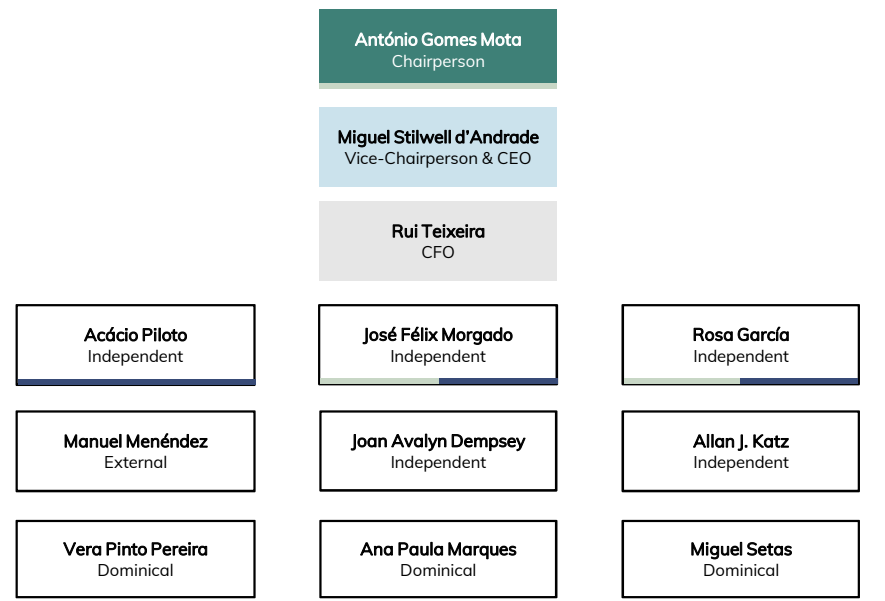 António Gomes Mota
Chairperson
Miguel Stilwell d'Andrade
Vice-Chairperson & CEO
Rui Teixeira
CFO
Acácio Piloto
Independent
José Félix Morgado
Independent
Rosa García
Independent
Manuel Menéndez
External
Joan Avalyn Dempsey
Independent
Allan J. Katz
Independent
Vera Pinto Pereira
Dominical
Ana Paula Marques
Dominical
Miguel Setas
Dominical